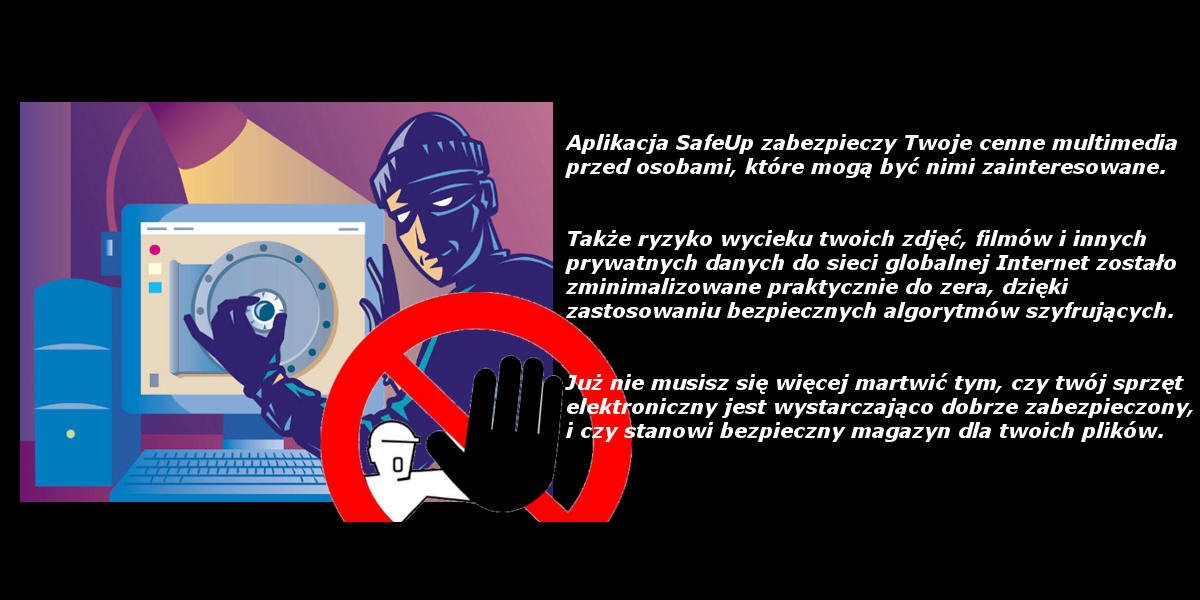 Aplikacja SafeUp zabezpieczy Twoje cenne multimedia
przed osobami, które mogą być nimi zainteresowane.
Także ryzyko wycieku twoich zdjęć, filmów i innych
prywatnych danych do sieci globalnej Internet zostało
zminimalizowane praktycznie do zera, dzięki
zastosowaniu bezpiecznych algorytmów szyfrujących.
Już nie musisz się więcej martwić tym, czy twój sprzęt
elektroniczny jest wystarczająco dobrze zabezpieczony,
i czy stanowi bezpieczny magazyn dla twoich plików.